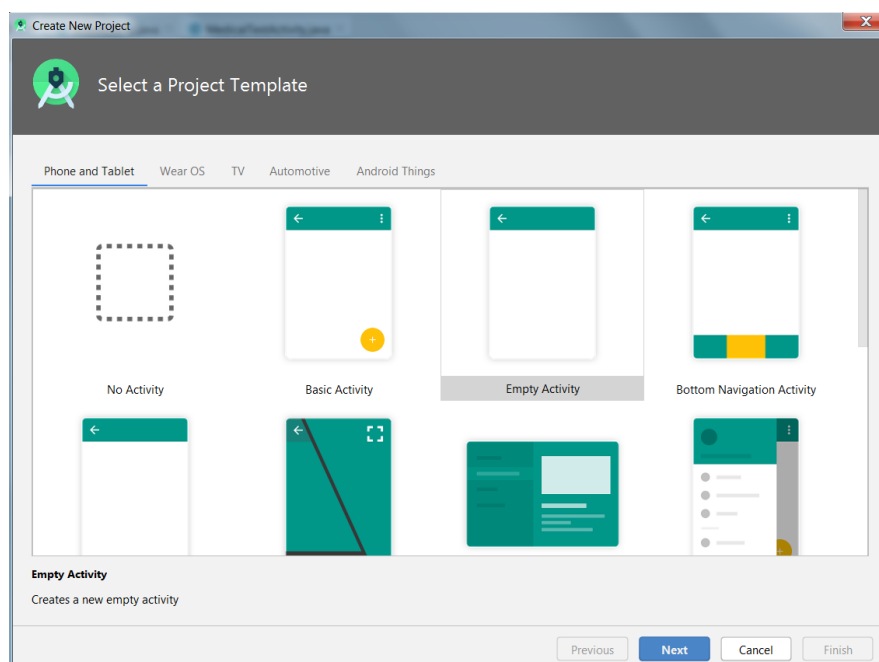 Create New Project
Select a Project Template
Phone and Tablet
Wear OS
TV
Automotive
Android Things
No Activity
Basic Activity
Empty Activity
Bottom Navigation Activity
Empty Activity
Creates a new empty activity
Previous
Next
Cancel
Finish